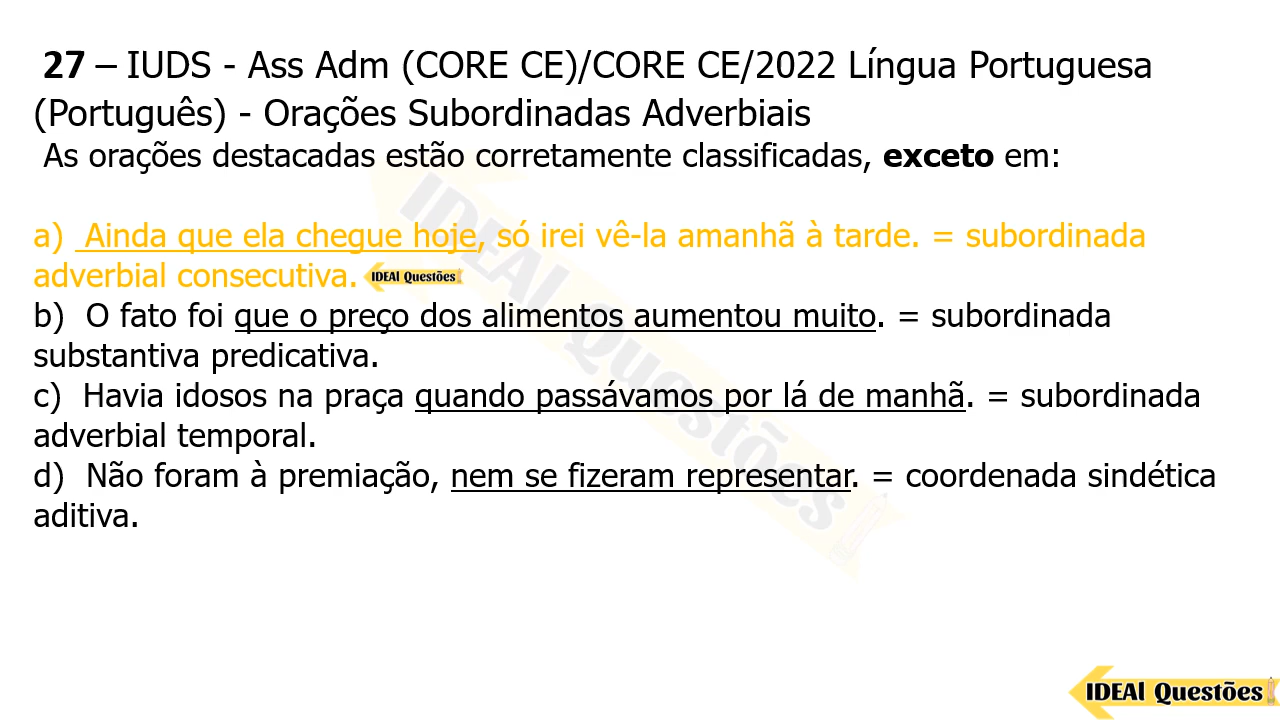 27 – IUDS - Ass Adm (CORE CE)/CORE CE/2022 Língua Portuguesa
(Português) - Orações Subordinadas Adverbiais
As orações destacadas estão corretamente classificadas, exceto em:
a) Ainda que ela chegue hoje, só irei vê-la amanhã à tarde. = subordinada
adverbial consecutiva. IDEAl Questões
b) O fato foi que o preço dos alimentos aumentou muito. = subordinada
substantiva predicativa.
c) Havia idosos na praça quando passávamos por lá de manhã. = subordinada
adverbial temporal.
d) Não foram à premiação, nem se fizeram representar. = coordenada sindética
aditiva.
IDEAl Questões
IDEAl Questões